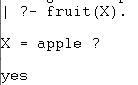 | ?- fruit(X).
X = apple ?
yes